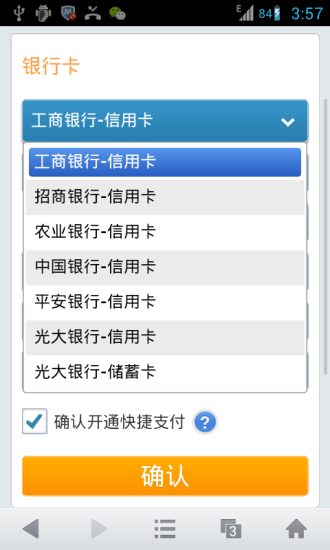 E 84 3:57
银行卡
工商银行-信用卡
工商银行-信用卡
招商银行-信用卡
农业银行-信用卡
中国银行-信用卡
平安银行-信用卡
光大银行-信用卡
光大银行-储蓄卡
确认开通快捷支付 ?
确认
3